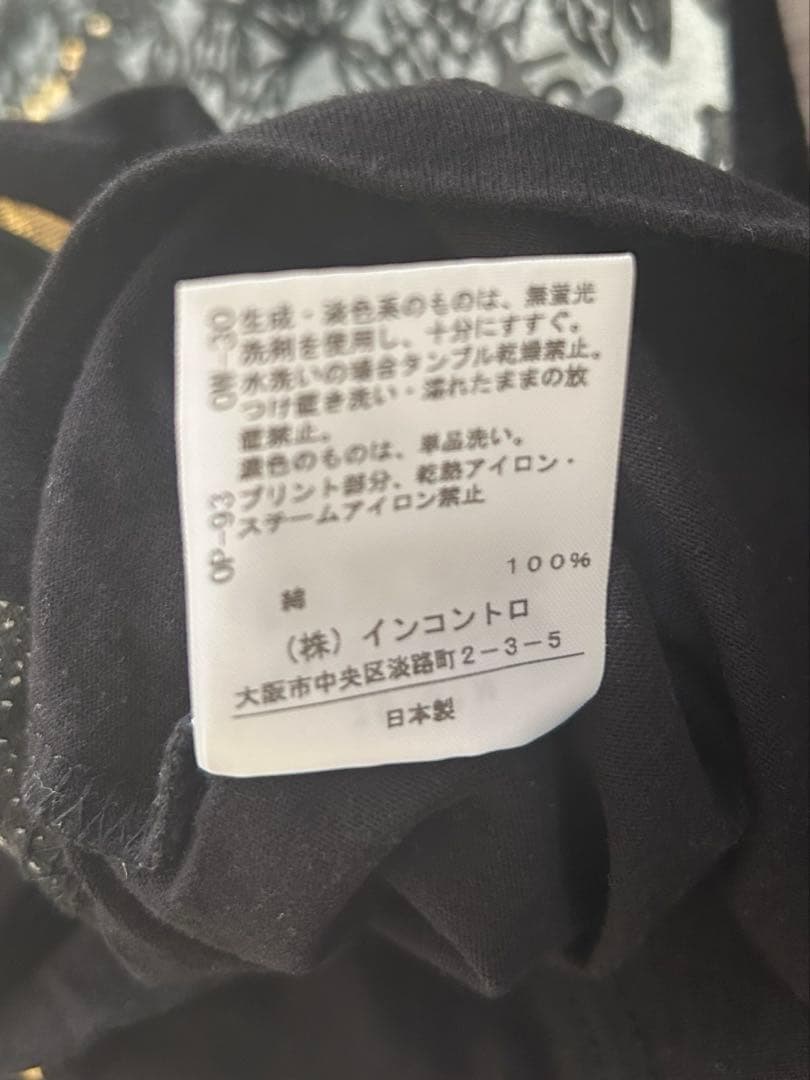 生成・染色系のものは、無蛍光
洗剤を使用し、十分にすすぐ。
水洗いの場合タンブル乾燥禁止。
つけ置き洗い・濡れたままの放
置禁止。
濃色のものは、単品洗い。
プリント部分、乾熱アイロン・
スチームアイロン禁止
綿 100%
(株)インコントロ
大阪市中央区淡路町2-3-5
日本製